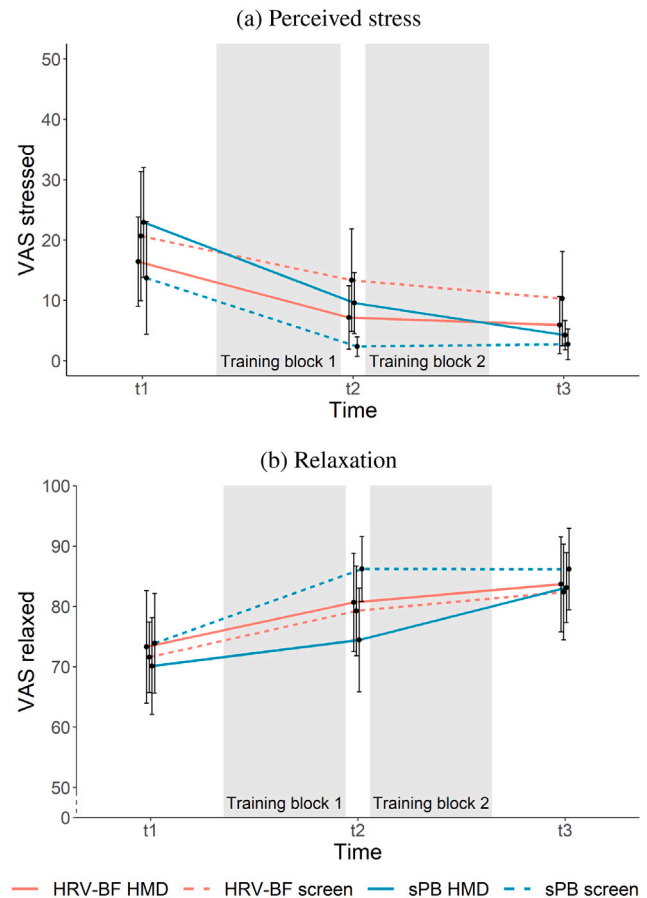 (a) Perceived stress
50
40
30
20
10
0
VAS stressed
Training block 1 Training block 2
t1 t2 t3
Time
(b) Relaxation
100
90
80
70
60
50
0
VAS relaxed
Training block 1 Training block 2
t1 t2 t3
Time
HRV-BF HMD HRV-BF screen sPB HMD sPB screen